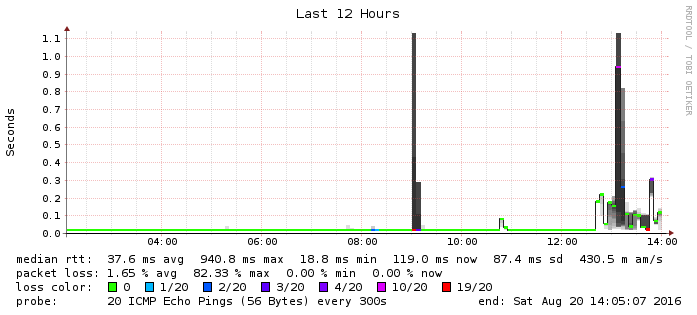 Last 12 Hours
RRDTOOL / TOBI OETIKER
Seconds
1.1
1.0
0.9
0.8
0.7
0.6
0.5
0.4
0.3
0.2
0.1
0.0
04:00 06:00 08:00 10:00 12:00 14:00
median rtt: 37.6 ms avg 940.8 ms max 18.8 ms min 119.0 ms now 87.4 ms sd 430.5 m am/s
packet loss: 1.65 % avg 82.33 % max 0.00 % min 0.00 % now
loss color: 0 1/20 2/20 3/20 4/20 10/20 19/20
probe: 20 ICMP Echo Pings (56 Bytes) every 300s end: Sat Aug 20 14:05:07 2016